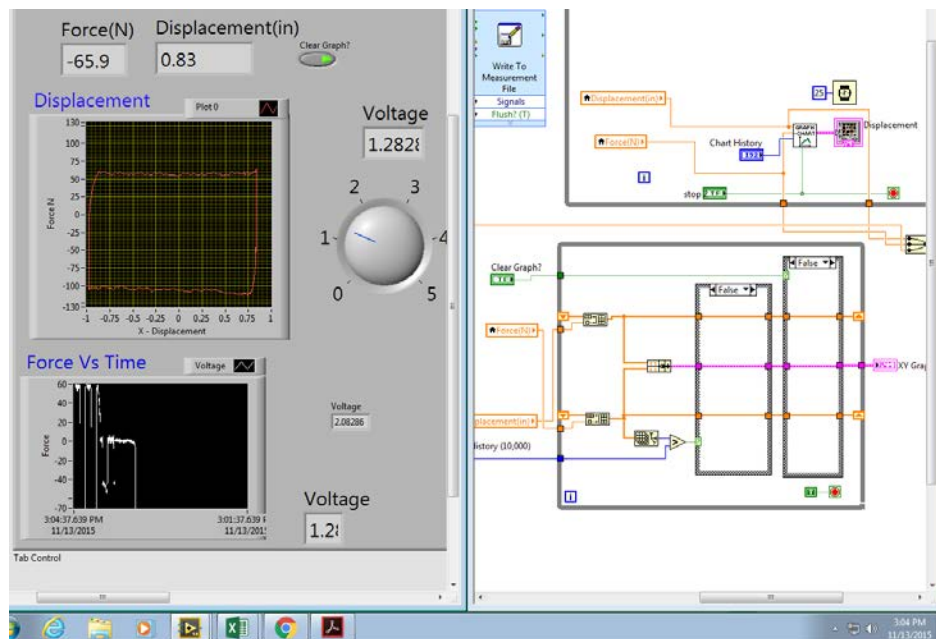 Force(N)
Displacement(in)
-65.9
0.83
Clear Graph?
Displacement
Plot 0
130
100
75
50
25
0
-25
-50
-75
-100
-130
Force N
-1 -0.75 -0.5 -0.25 0 0.25 0.5 0.75 1
X - Displacement
Voltage
1.2828
0
1
2
3
4
5
Force Vs Time
Voltage
60
40
20
0
-20
-40
-70
Force
3:04:37.639 PM
11/13/2015
3:01:37.639 P
11/13/201
Voltage
2.08286
Voltage
1.28
Tab Control
Write To
Measurement
File
Signals
Flush? (T)
Displacement(in)
Force(N)
25
GRAPH
CHART
Displacement
Chart History
i
stop
TF
Clear Graph?
TF
False
False
Force(N)
placement(in)
History (10,000)
XY Grap
i
3:04 PM
11/13/2015